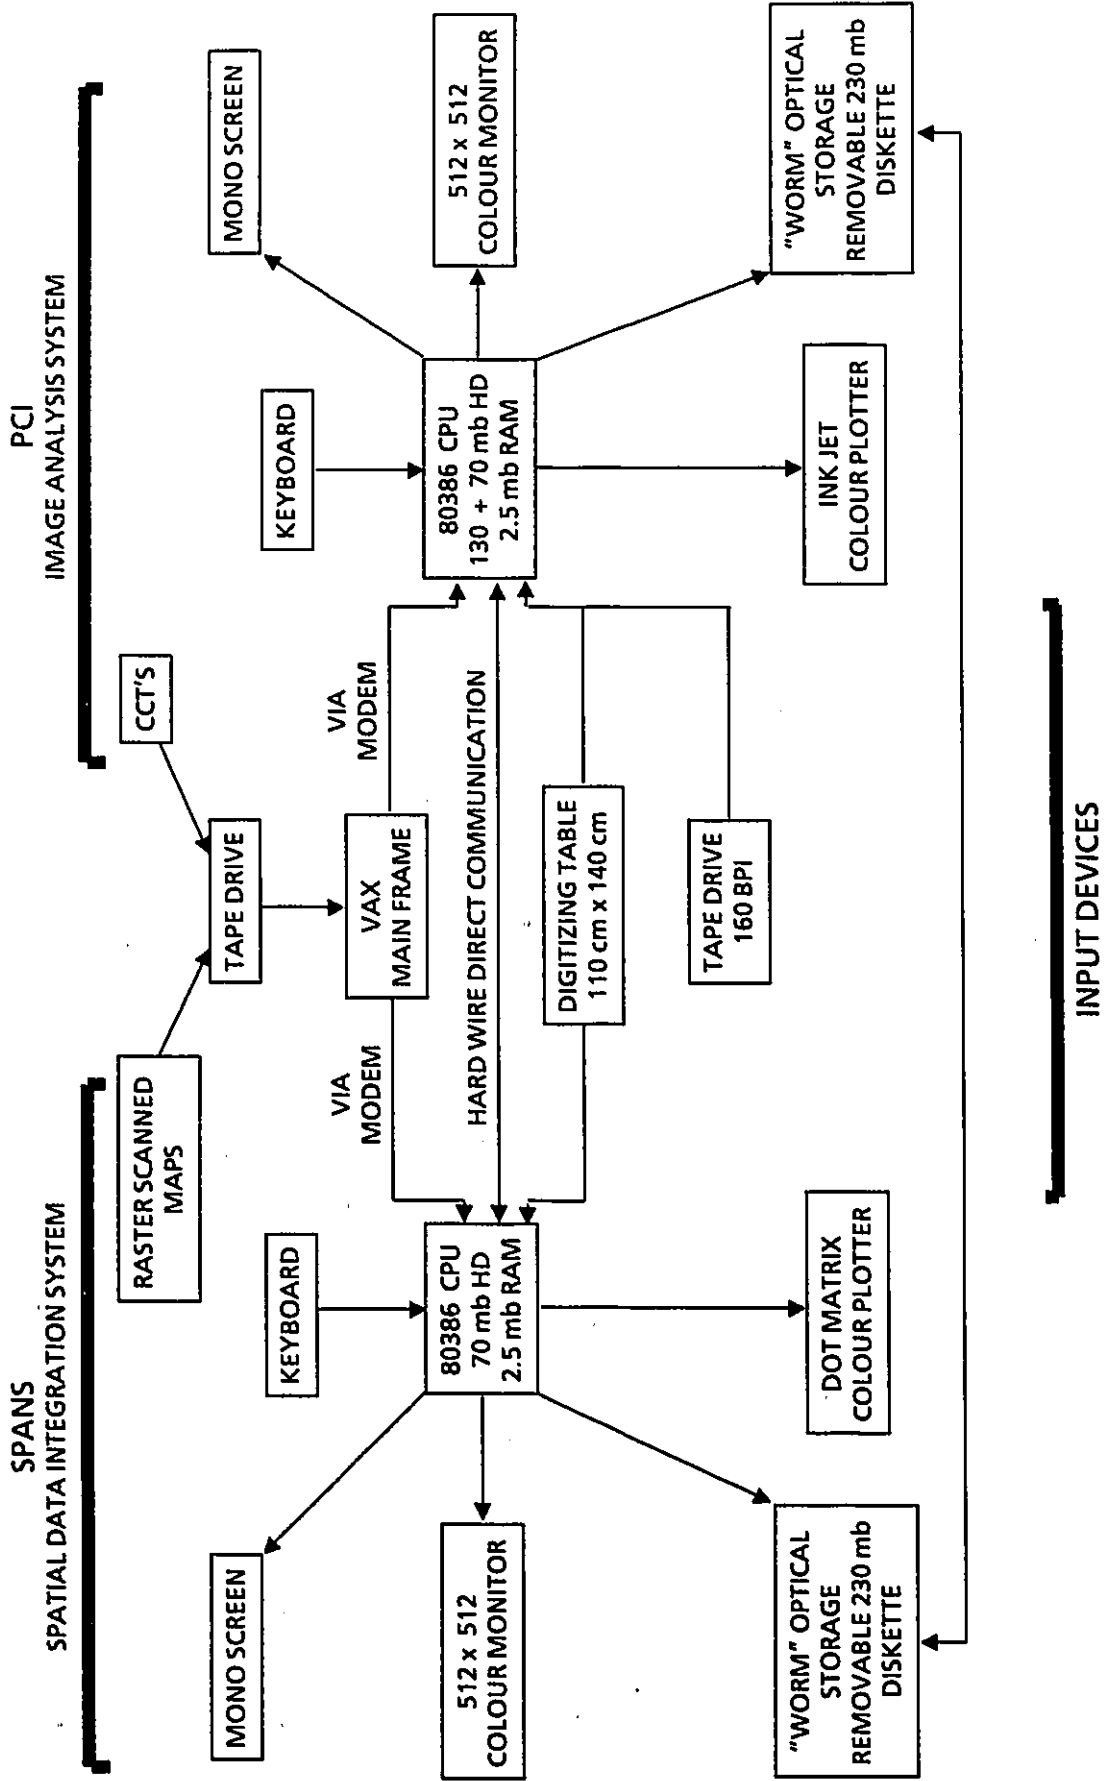 SPANS
SPATIAL DATA INTEGRATION SYSTEM
PCI
IMAGE ANALYSIS SYSTEM
RASTER SCANNED
MAPS
CCT'S
MONO SCREEN
TAPE DRIVE
MONO SCREEN
KEYBOARD
KEYBOARD
VIA
MODEM
VAX
MAIN FRAME
VIA
MODEM
512 x 512
COLOUR MONITOR
80386 CPU
70 mb HD
2.5 mb RAM
HARD WIRE DIRECT COMMUNICATION
80386 CPU
130 + 70 mb HD
2.5 mb RAM
512 x 512
COLOUR MONITOR
DIGITIZING TABLE
110 cm x 140 cm
TAPE DRIVE
160 BPI
"WORM" OPTICAL
STORAGE
REMOVABLE 230 mb
DISKETTE
DOT MATRIX
COLOUR PLOTTER
INK JET
COLOUR PLOTTER
"WORM" OPTICAL
STORAGE
REMOVABLE 230 mb
DISKETTE
INPUT DEVICES